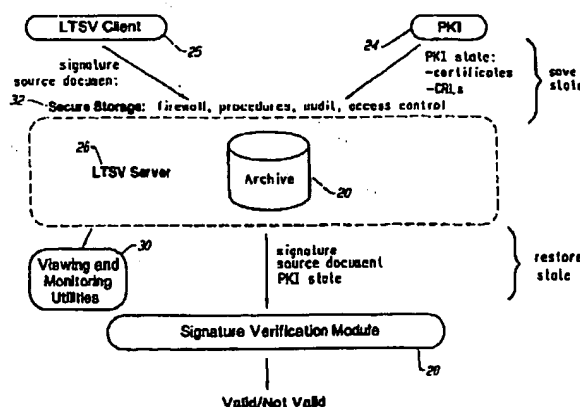 LTSV Client
25
24
PKI
signature
source document:
PKI state:
-certificates
-CRLs
save
state
32
Secure Storage: firewall, procedures, audit, access control
26
LTSV Server
Archive
20
30
Viewing and
Monitoring
Utilities
signature
source document
PKI state
restore
state
Signature Verification Module
28
Valid/Not Valid